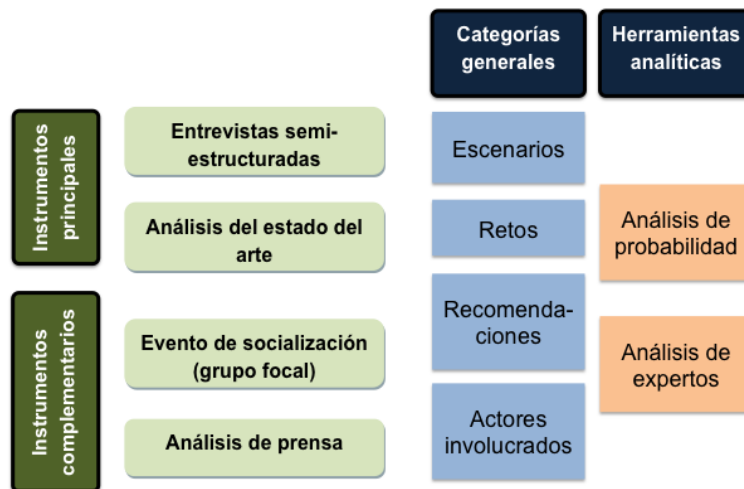 Categorías
generales
Herramientas
analíticas
Instrumentos
principales
Entrevistas semi-
estructuradas
Análisis del estado del
arte
Instrumentos
complementarios
Evento de socialización
(grupo focal)
Análisis de prensa
Escenarios
Retos
Recomenda-
ciones
Actores
involucrados
Análisis de
probabilidad
Análisis de
expertos